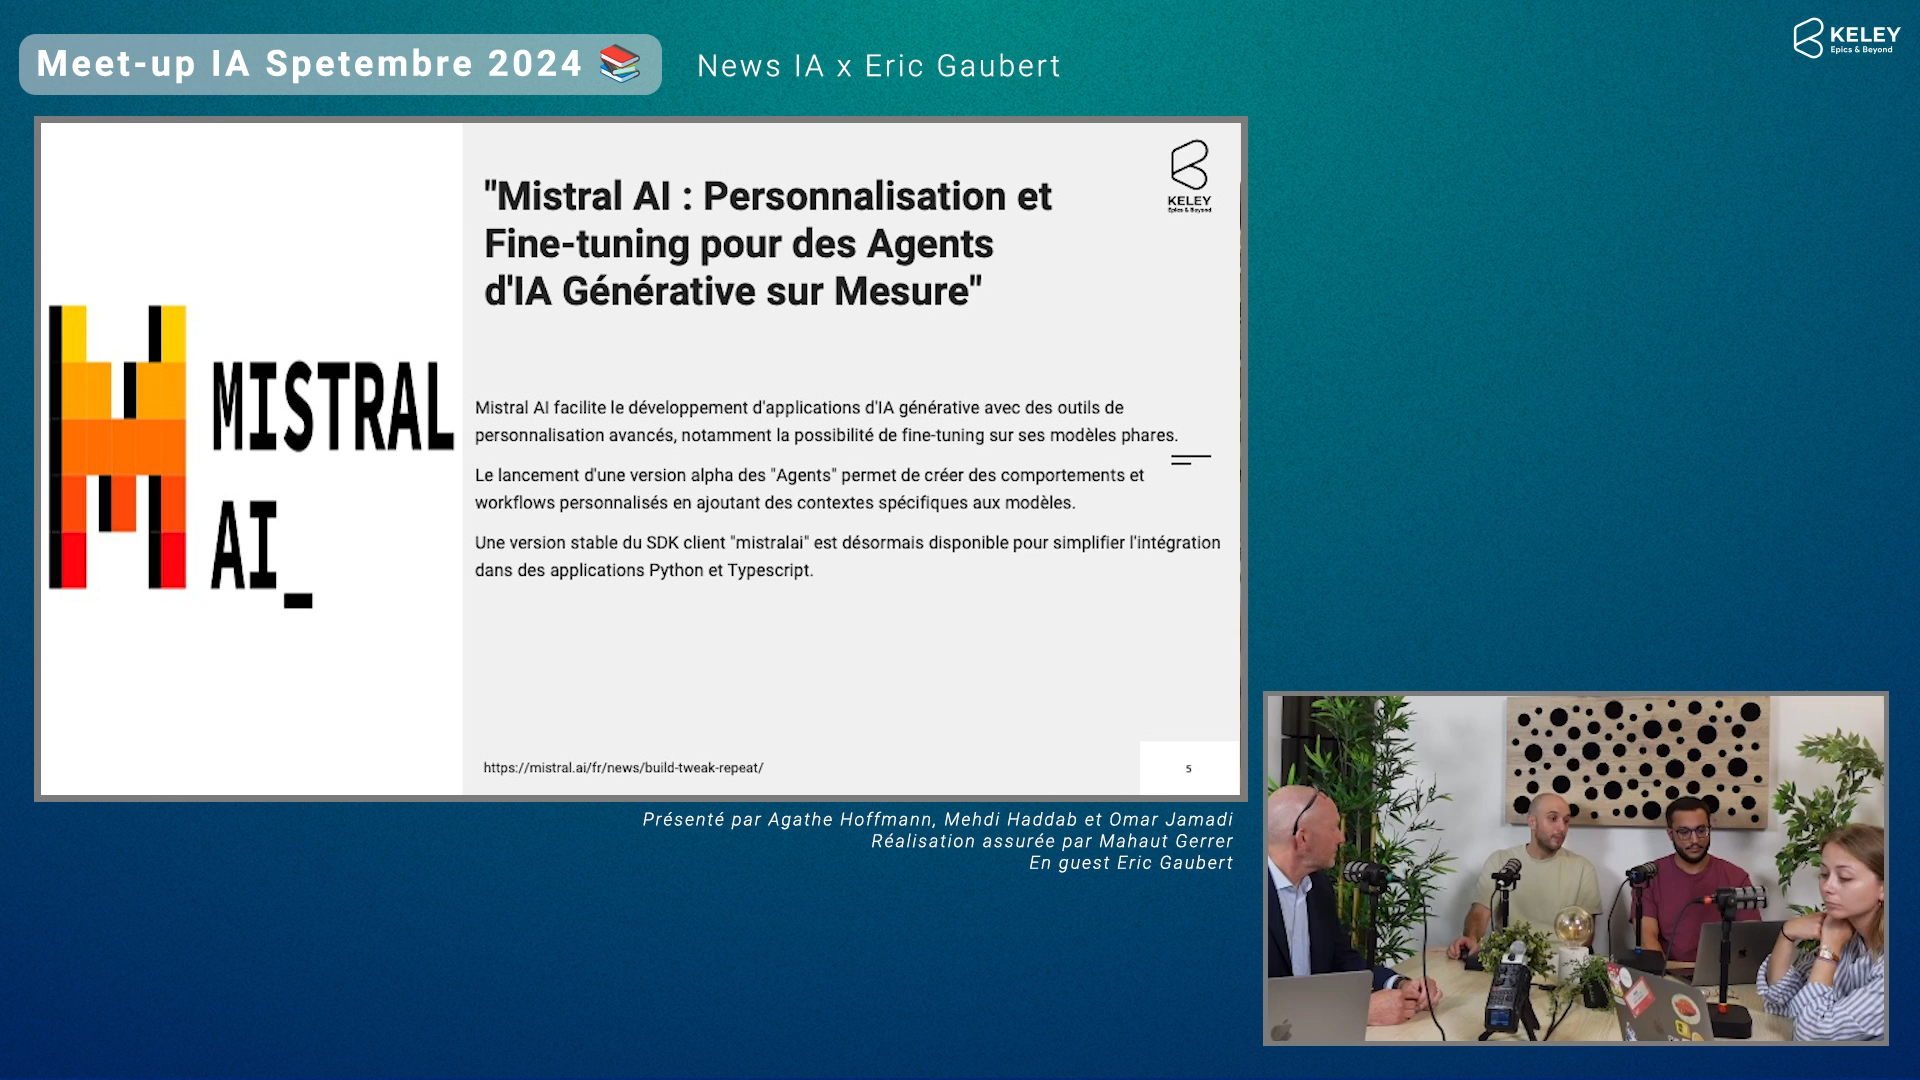 Meet-up IA Spetembre 2024
News IA x Eric Gaubert
KELEY
Epics & Beyond
MISTRAL
AI_
"Mistral AI : Personnalisation et
Fine-tuning pour des Agents
d'IA Générative sur Mesure"
KELEY
Epics & Beyond
Mistral AI facilite le développement d'applications d'IA générative avec des outils de
personnalisation avancés, notamment la possibilité de fine-tuning sur ses modèles phares.
Le lancement d'une version alpha des "Agents" permet de créer des comportements et
workflows personnalisés en ajoutant des contextes spécifiques aux modèles.
Une version stable du SDK client "mistralai" est désormais disponible pour simplifier l'intégration
dans des applications Python et Typescript.
https://mistral.ai/fr/news/build-tweak-repeat/
5
Présenté par Agathe Hoffmann, Mehdi Haddab et Omar Jamadi
Réalisation assurée par Mahaut Gerrer
En guest Eric Gaubert